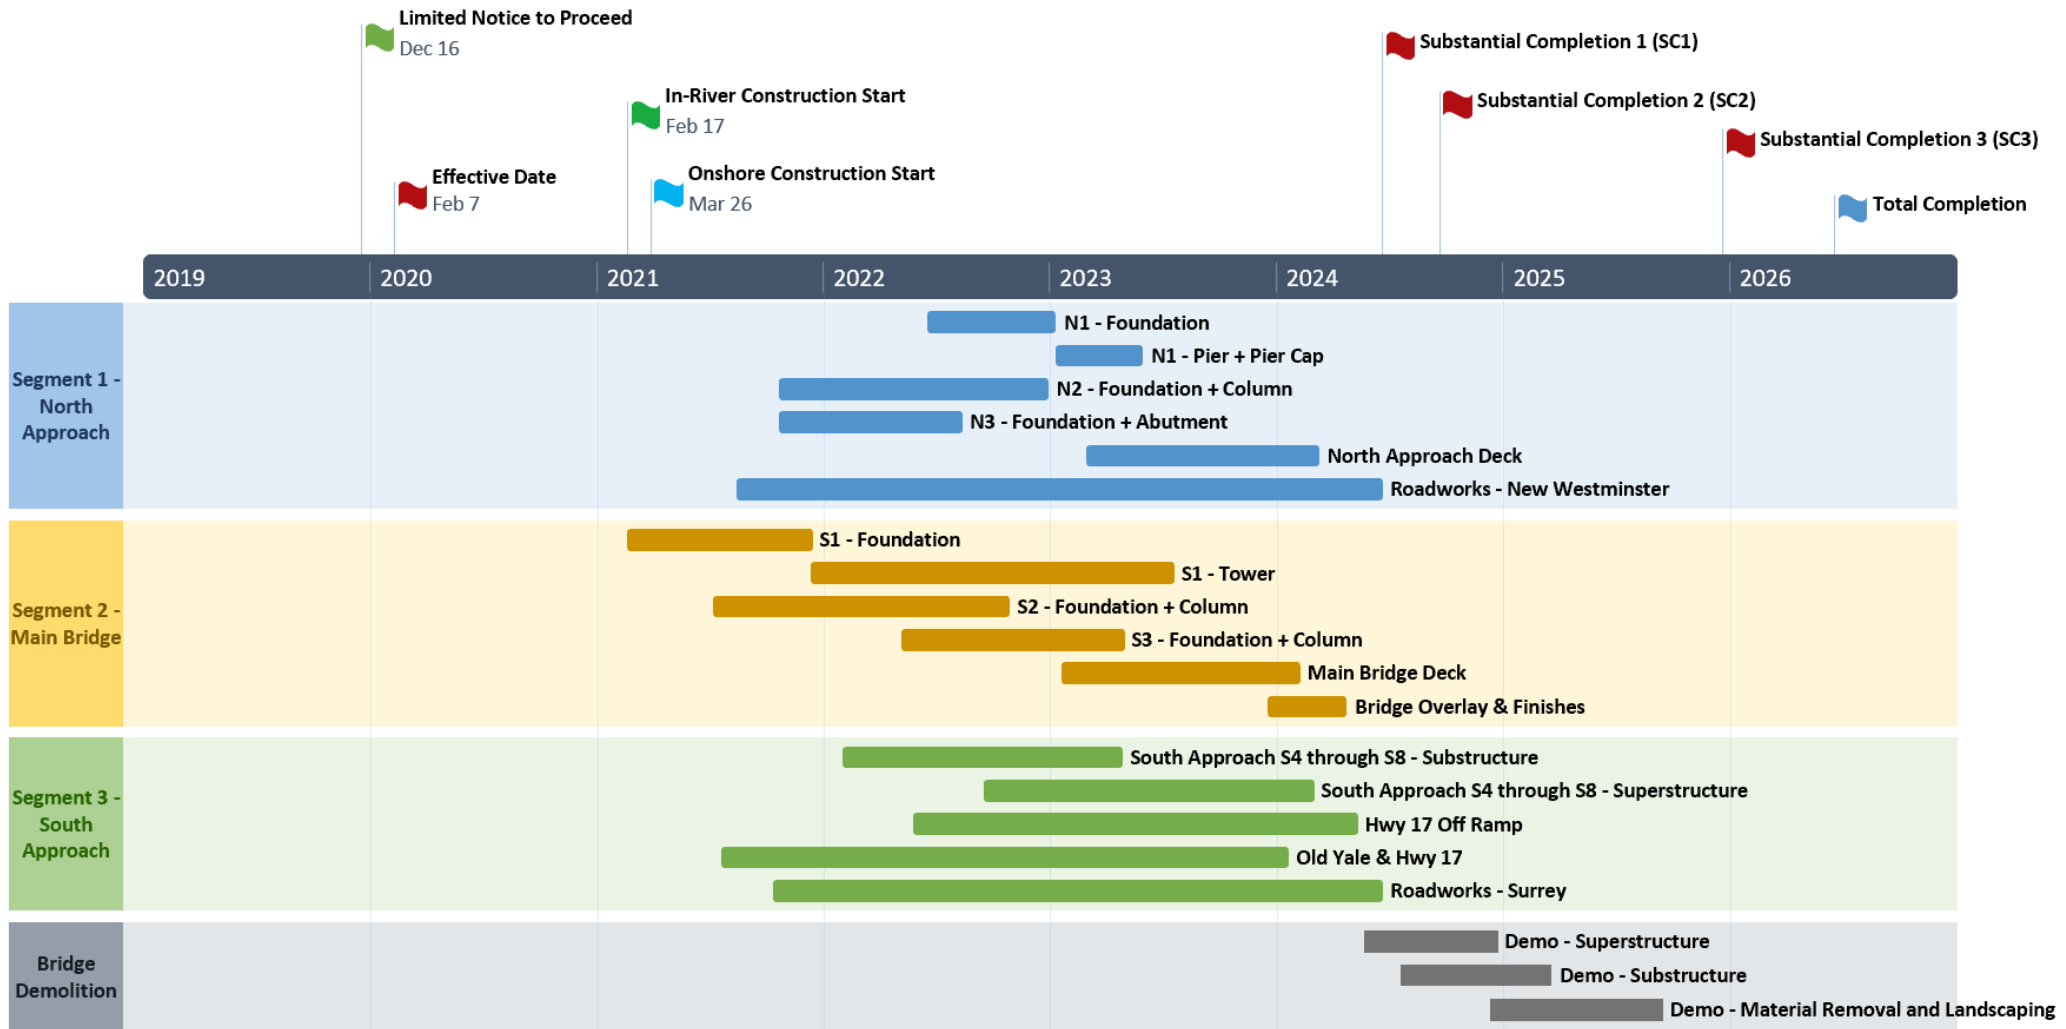 Limited Notice to Proceed
Dec 16
Substantial Completion 1 (SC1)
In-River Construction Start
Feb 17
Substantial Completion 2 (SC2)
Substantial Completion 3 (SC3)
Effective Date
Feb 7
Onshore Construction Start
Mar 26
Total Completion
2019 2020 2021 2022 2023 2024 2025 2026
Segment 1 -
North
Approach
N1 - Foundation
N1 - Pier + Pier Cap
N2 - Foundation + Column
N3 - Foundation + Abutment
North Approach Deck
Roadworks - New Westminster
Segment 2 -
Main Bridge
S1 - Foundation
S1 - Tower
S2 - Foundation + Column
S3 - Foundation + Column
Main Bridge Deck
Bridge Overlay & Finishes
Segment 3 -
South
Approach
South Approach S4 through S8 - Substructure
South Approach S4 through S8 - Superstructure
Hwy 17 Off Ramp
Old Yale & Hwy 17
Roadworks - Surrey
Bridge
Demolition
Demo - Superstructure
Demo - Substructure
Demo - Material Removal and Landscaping